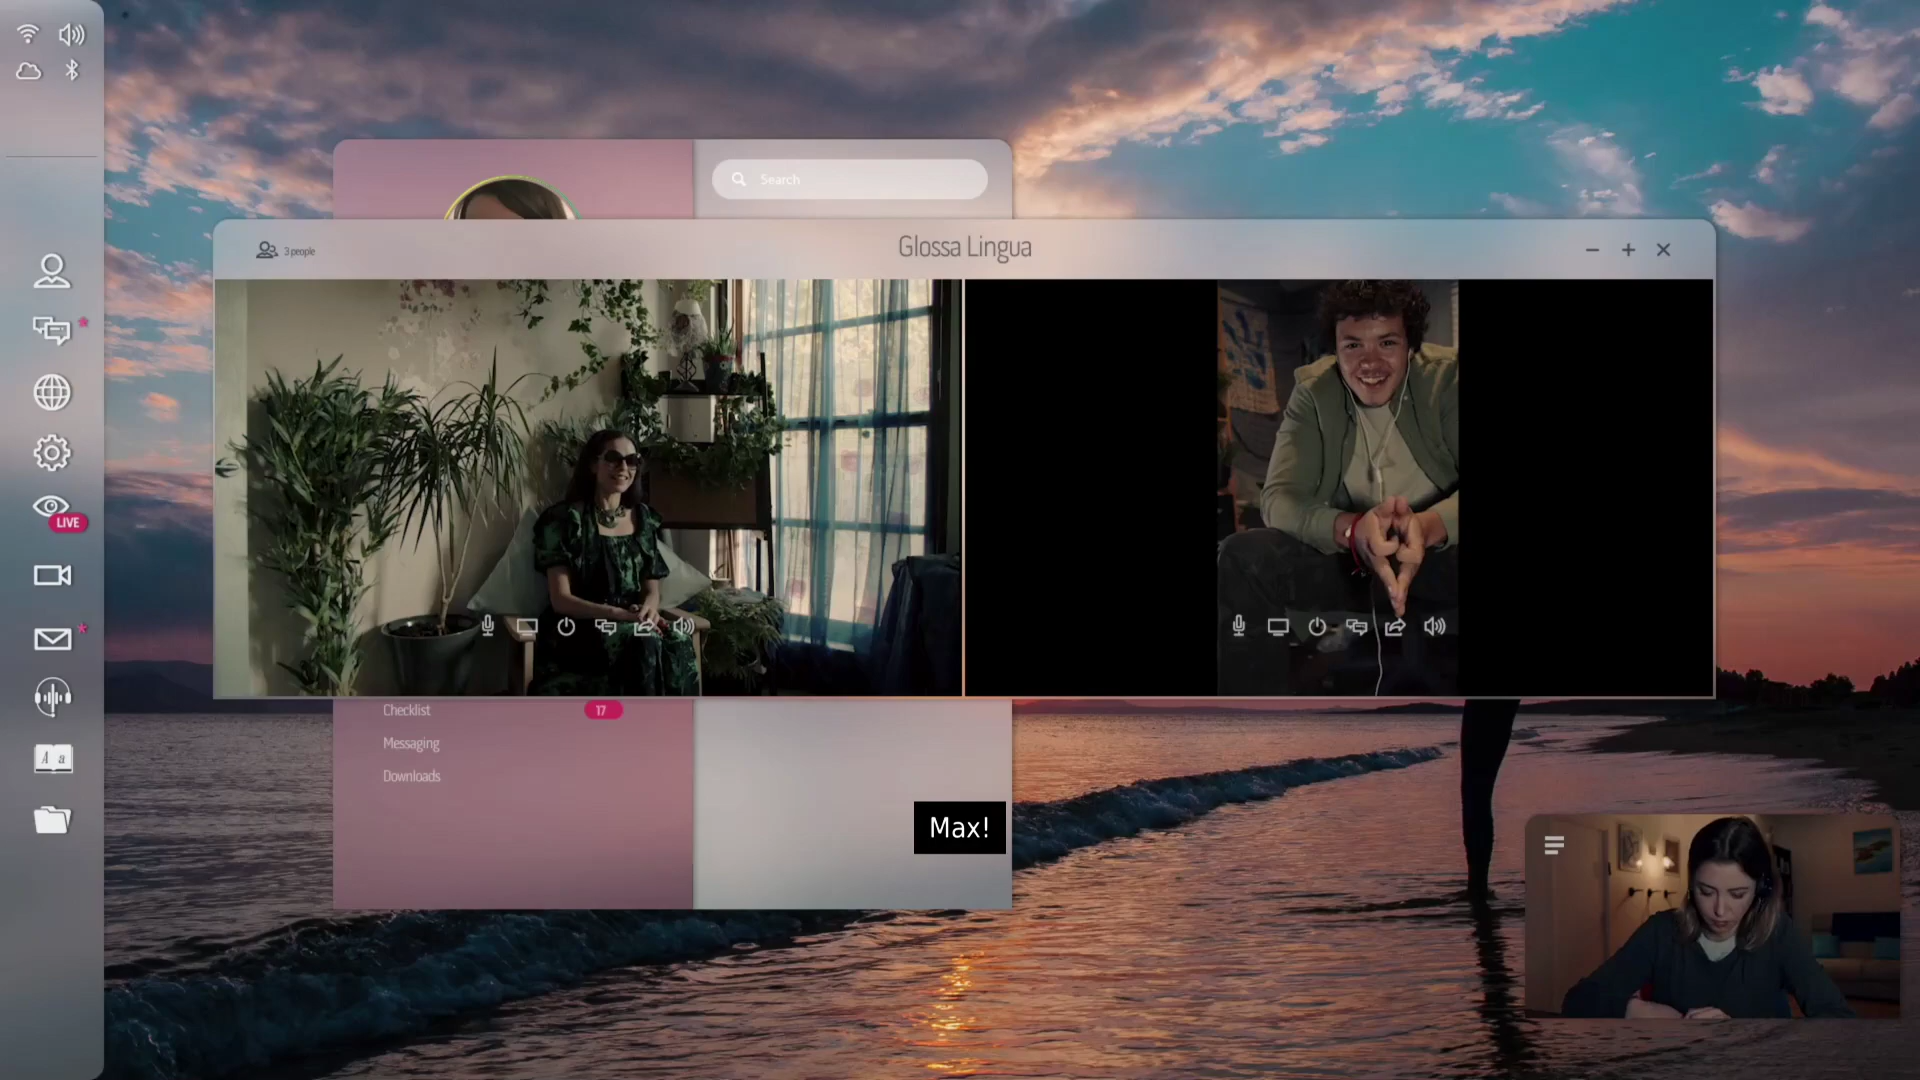 Search
3 people
Glossa Lingua
LIVE
Checklist
17
Messaging
A a
Downloads
Max!